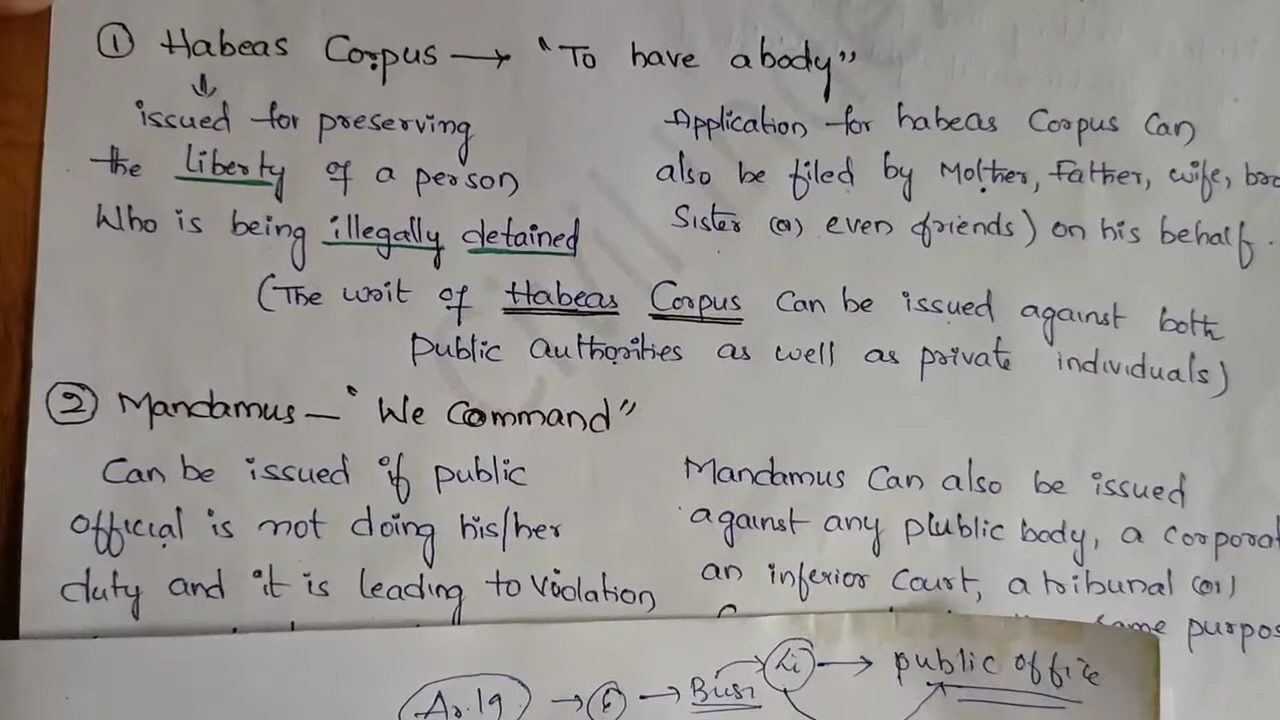 ① Habeas Corpus → "To have a body"
issued for preserving
the liberty of a person
Who is being illegally detained
Application for habeas Corpus Can
also be filed by Mother, Father, wife,
Sister (or) even friends) on his behalf.
(The writ of Habeas Corpus Can be issued against both
public authorities as well as private individuals)
② Mandamus – "We Command"
Can be issued if public
official is not doing his/her
duty and it is leading to violation
Mandamus Can also be issued
against any plublic body, a corporat
an inferior Court, a tribunal (or)
same purpos
Ar.19 → E → Busi Li → public office